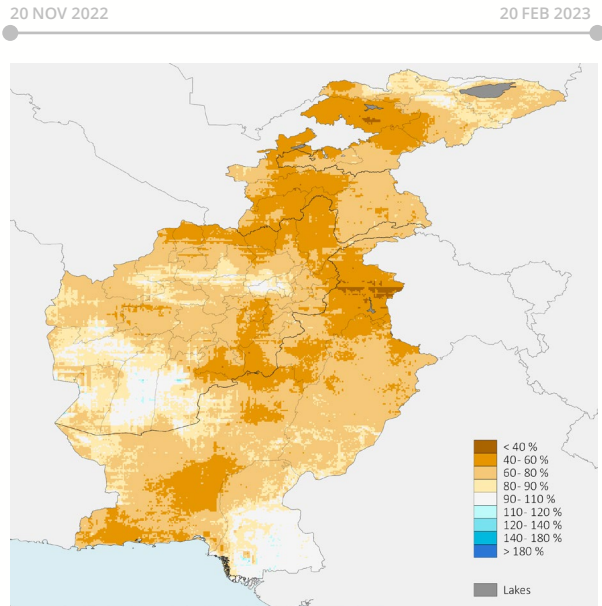 20 NOV 2022
20 FEB 2023
< 40 %
40- 60 %
60- 80 %
80- 90 %
90- 110 %
110- 120 %
120- 140 %
140- 180 %
> 180 %
Lakes